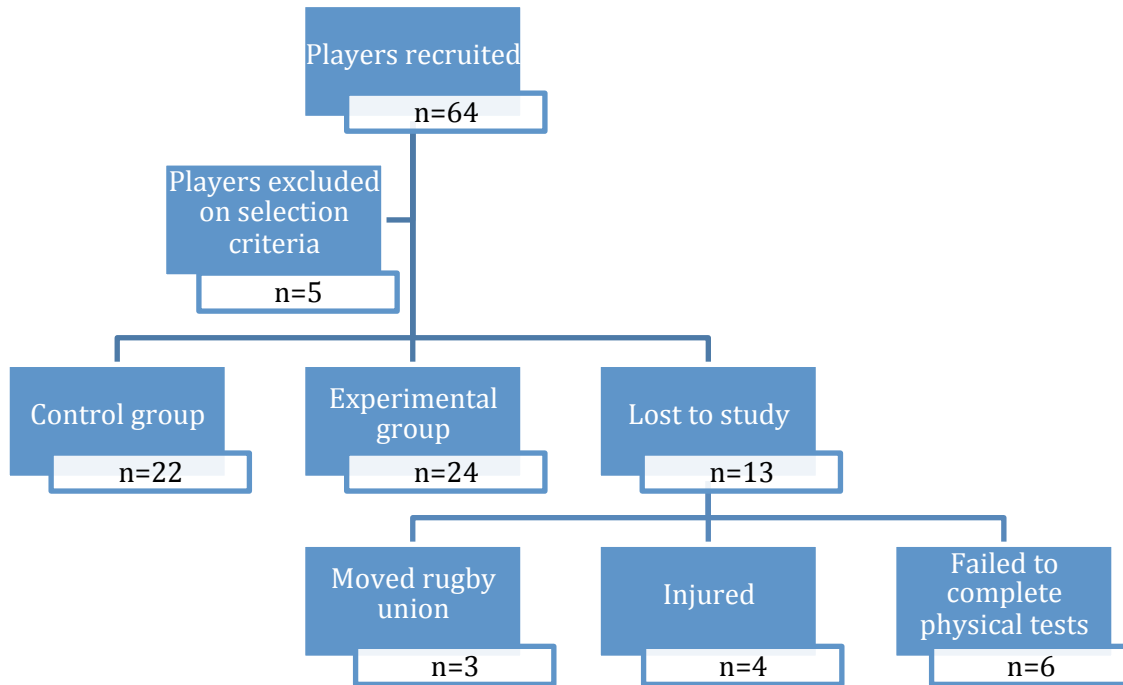 Players recruited
n=64
Players excluded
on selection
criteria
n=5
Control group
n=22
Experimental
group
n=24
Lost to study
n=13
Moved rugby
union
n=3
Injured
n=4
Failed to
complete
physical tests
n=6